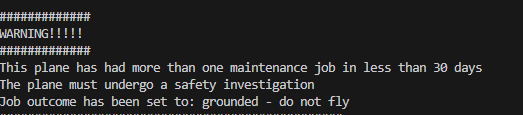 #############
WARNING!!!!!
#############
This plane has had more than one maintenance job in less than 30 days
The plane must undergo a safety investigation
Job outcome has been set to: grounded - do not fly